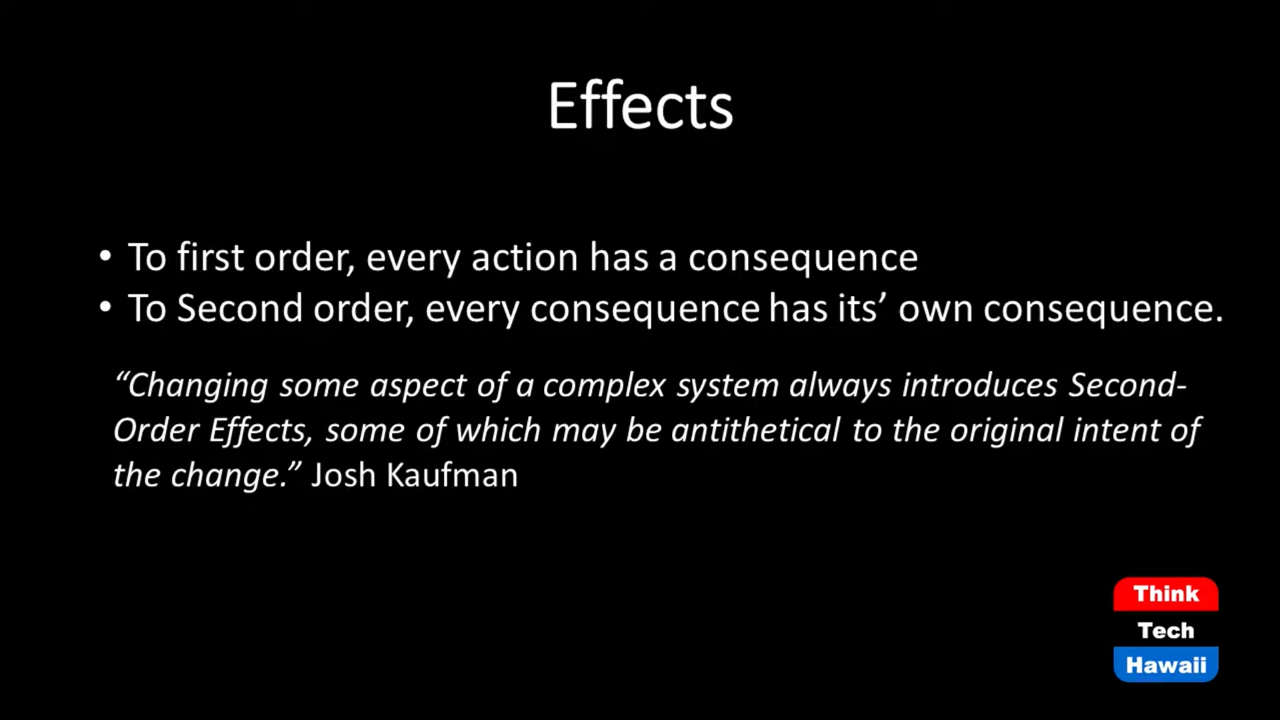 Effects
• To first order, every action has a consequence
• To Second order, every consequence has its’ own consequence.
“Changing some aspect of a complex system always introduces Second-
Order Effects, some of which may be antithetical to the original intent of
the change.” Josh Kaufman
Think
Tech
Hawaii